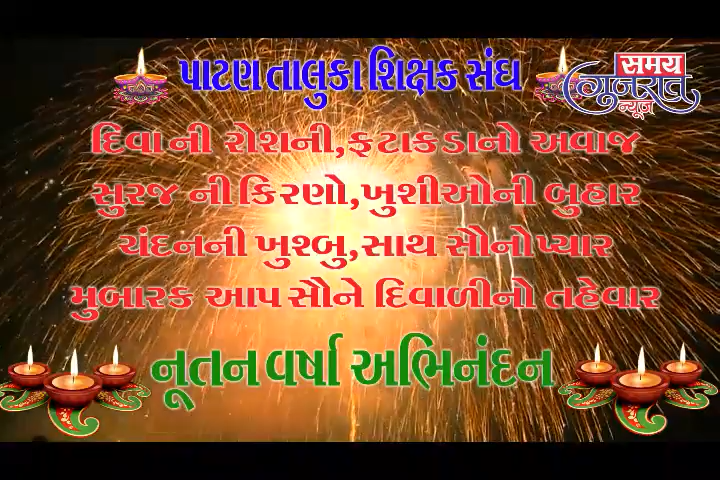 પાટણ તાલુકા શિક્ષક સંઘ
સમય
ગુજરાત
ન્યૂઝ
દિવાની રોશની,ફટાકડાનો અવાજ
સુરજ ની કિરણો,ખુશીઓની બુહાર
ચંદનની ખુશ્બુ,સાથ સૌનો પ્યાર
મુબારક આપ સૌને દિવાળીનો તહેવાર
નૂતન વર્ષા અભિનંદન